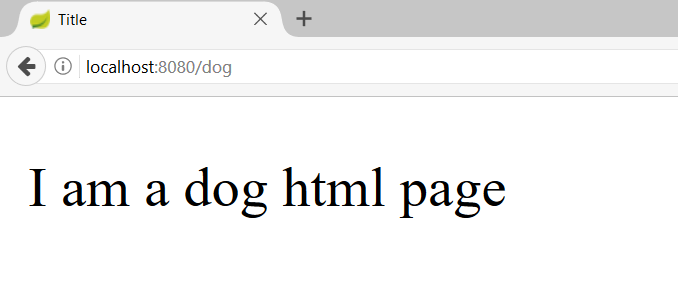 Title
localhost:8080/dog
I am a dog html page